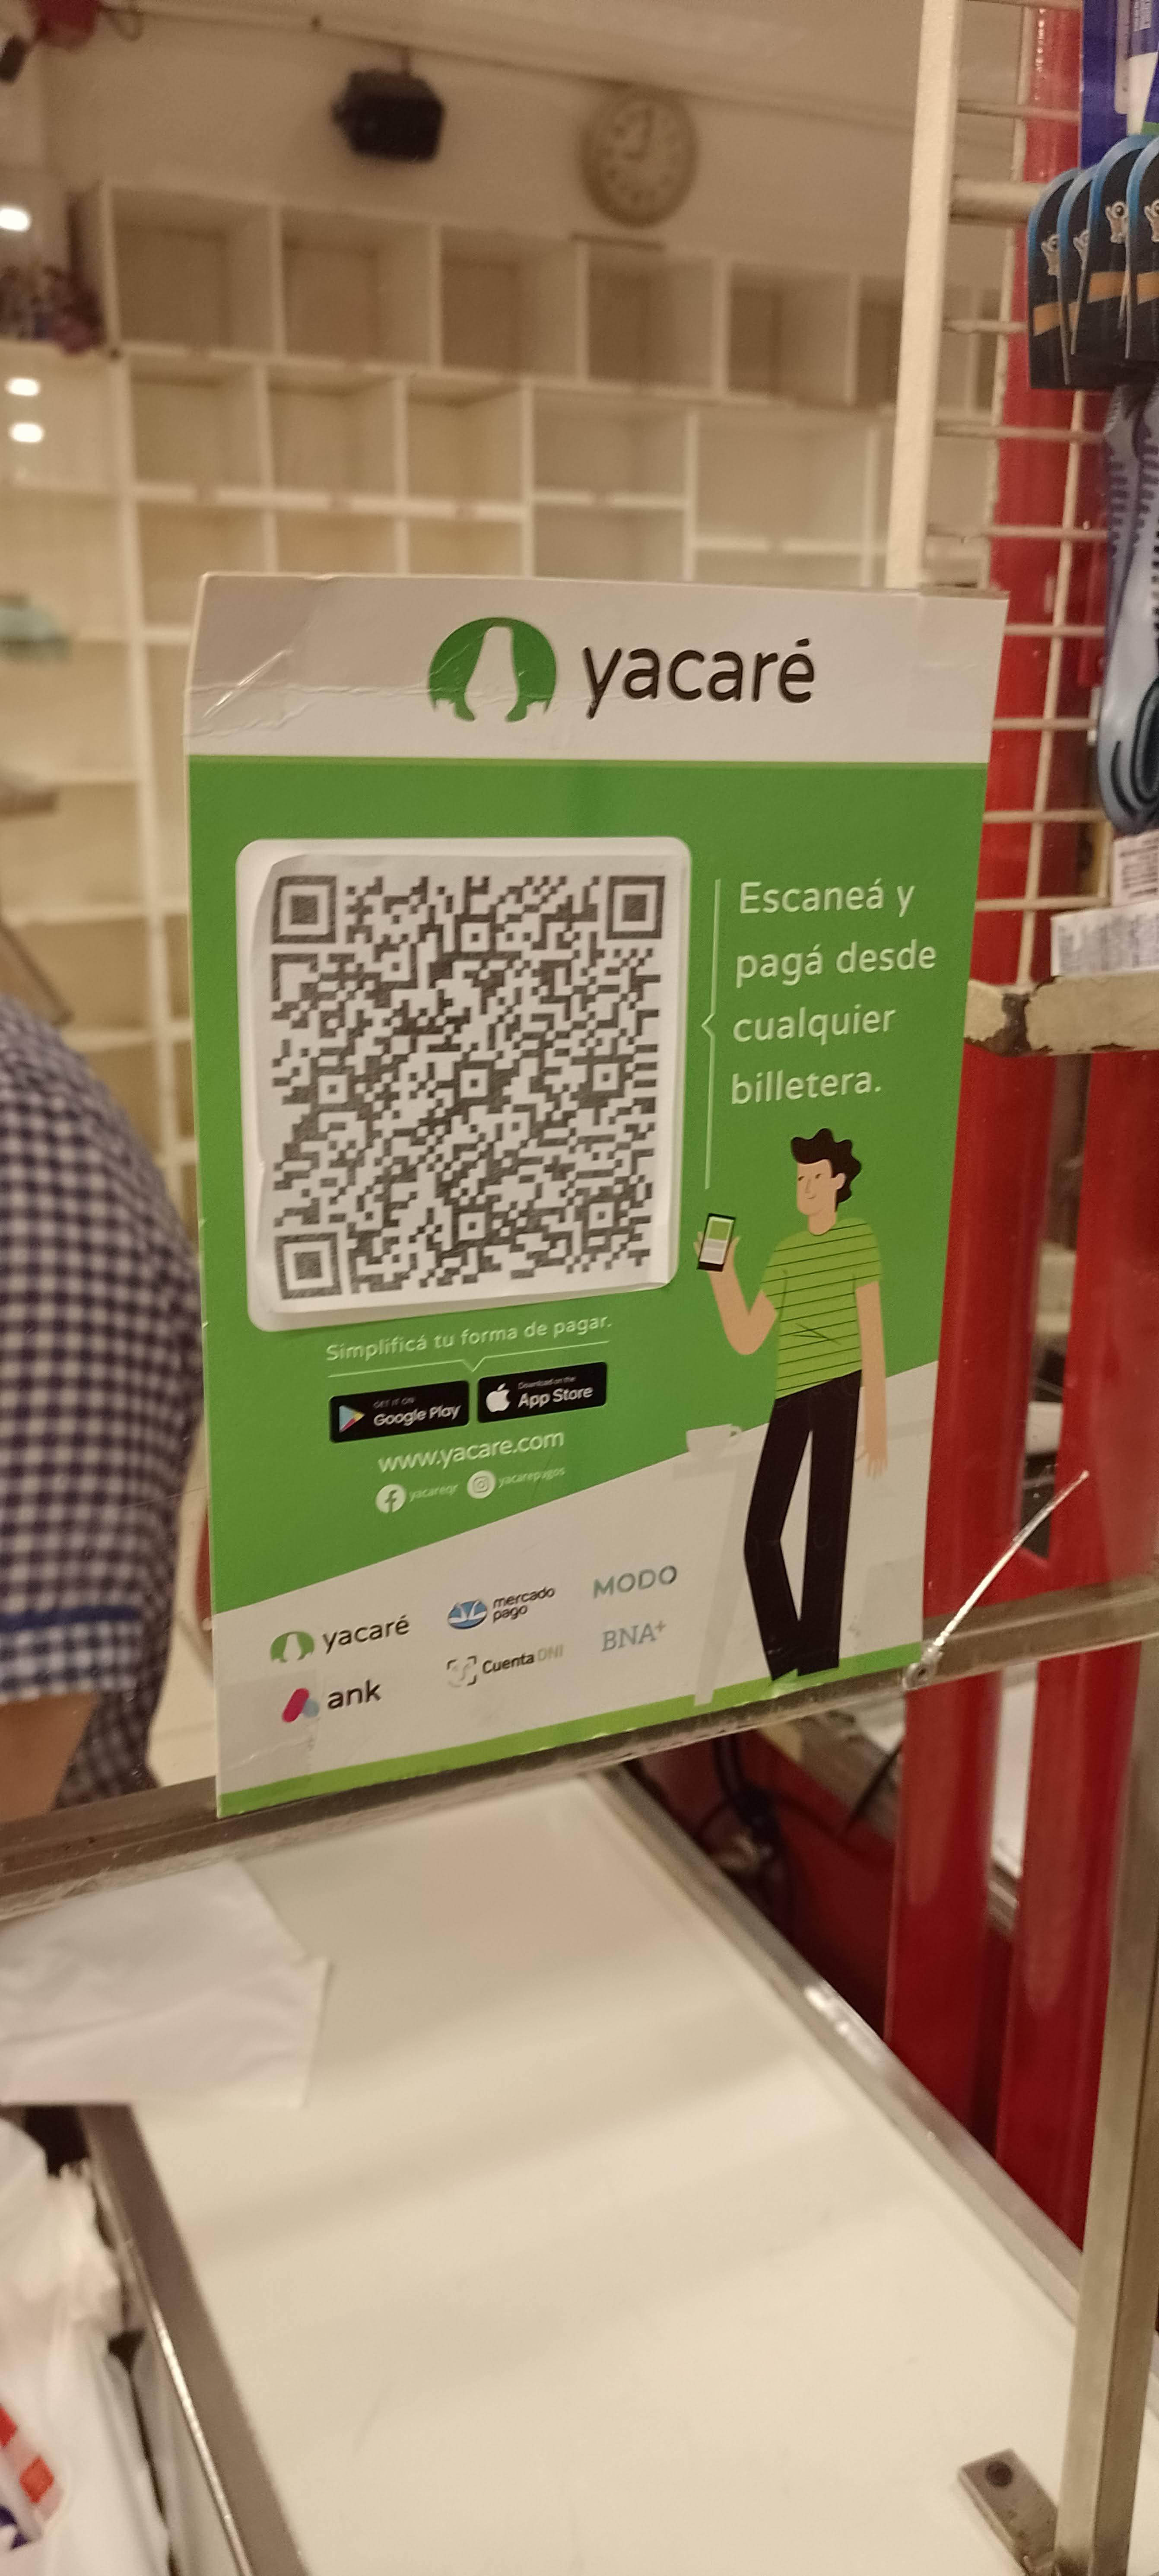 yacaré
Escaneá y
pagá desde
cualquier
billetera.
Simplificá tu forma de pagar.
GET IT ON
Google Play
Download on the
App Store
www.yacare.com
yacareqr
yacarepagos
yacaré
mercado
pago
MODO
ank
Cuenta DNI
BNA+